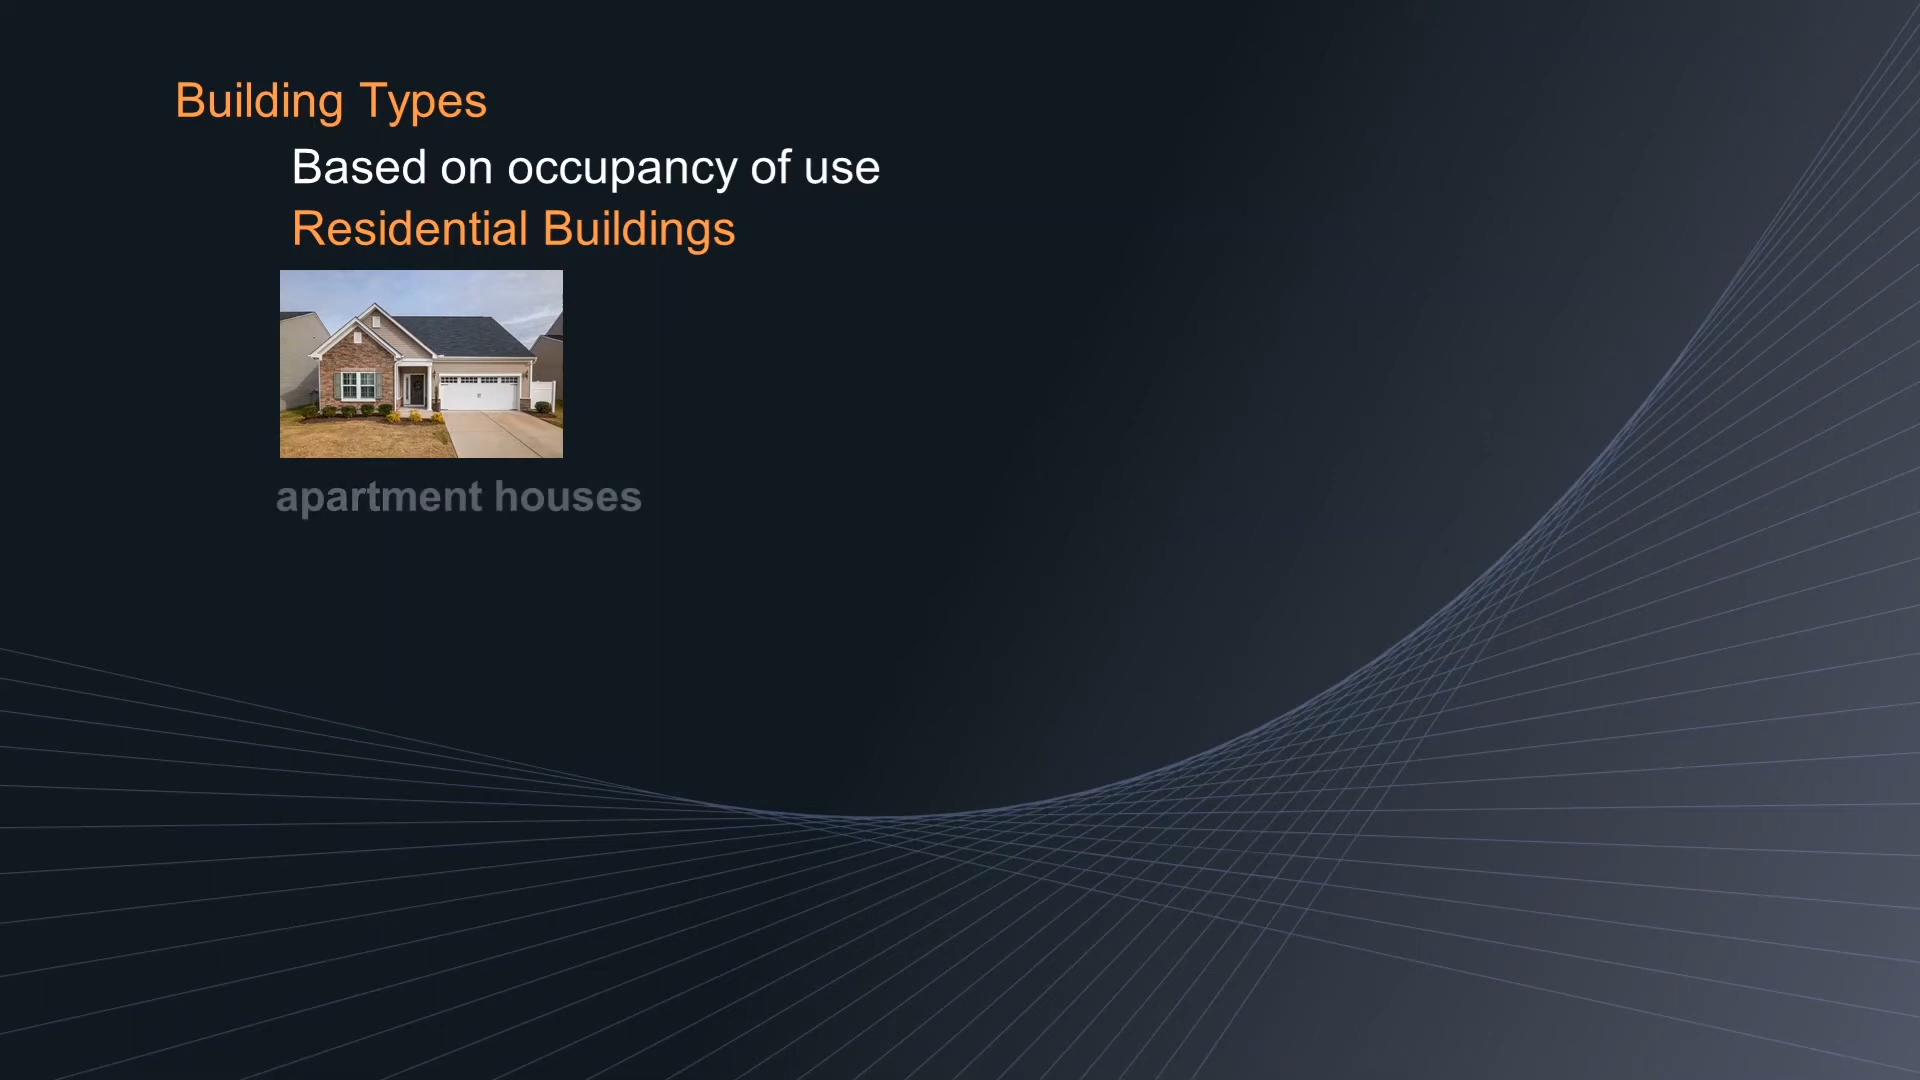 Building Types
Based on occupancy of use
Residential Buildings
apartment houses